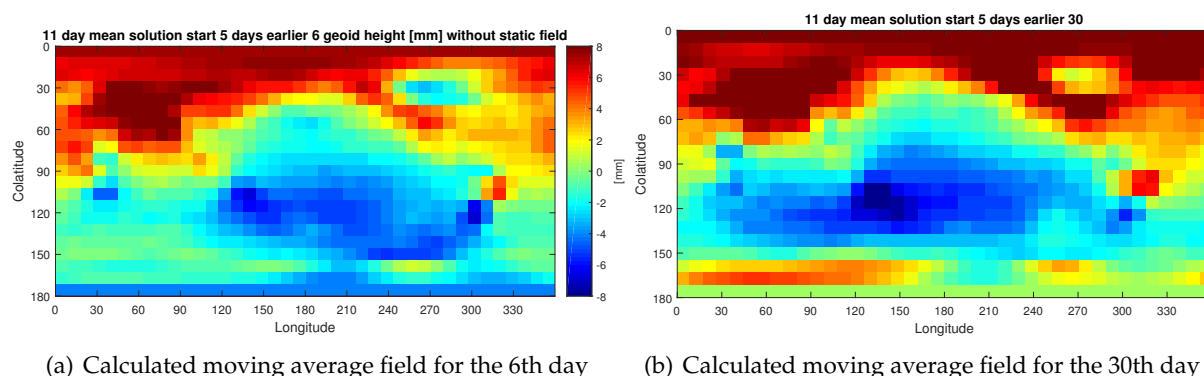 11 day mean solution start 5 days earlier 6 geoid height [mm] without static field
0
30
60
90
120
150
180
Colattitude
0 30 60 90 120 150 180 210 240 270 300 330
Longitude
8
6
4
2
0
-2
-4
-6
-8
[mm]
(a) Calculated moving average field for the 6th day
11 day mean solution start 5 days earlier 30
0
30
60
90
120
150
180
Colattitude
0 30 60 90 120 150 180 210 240 270 300 330
Longitude
(b) Calculated moving average field for the 30th day